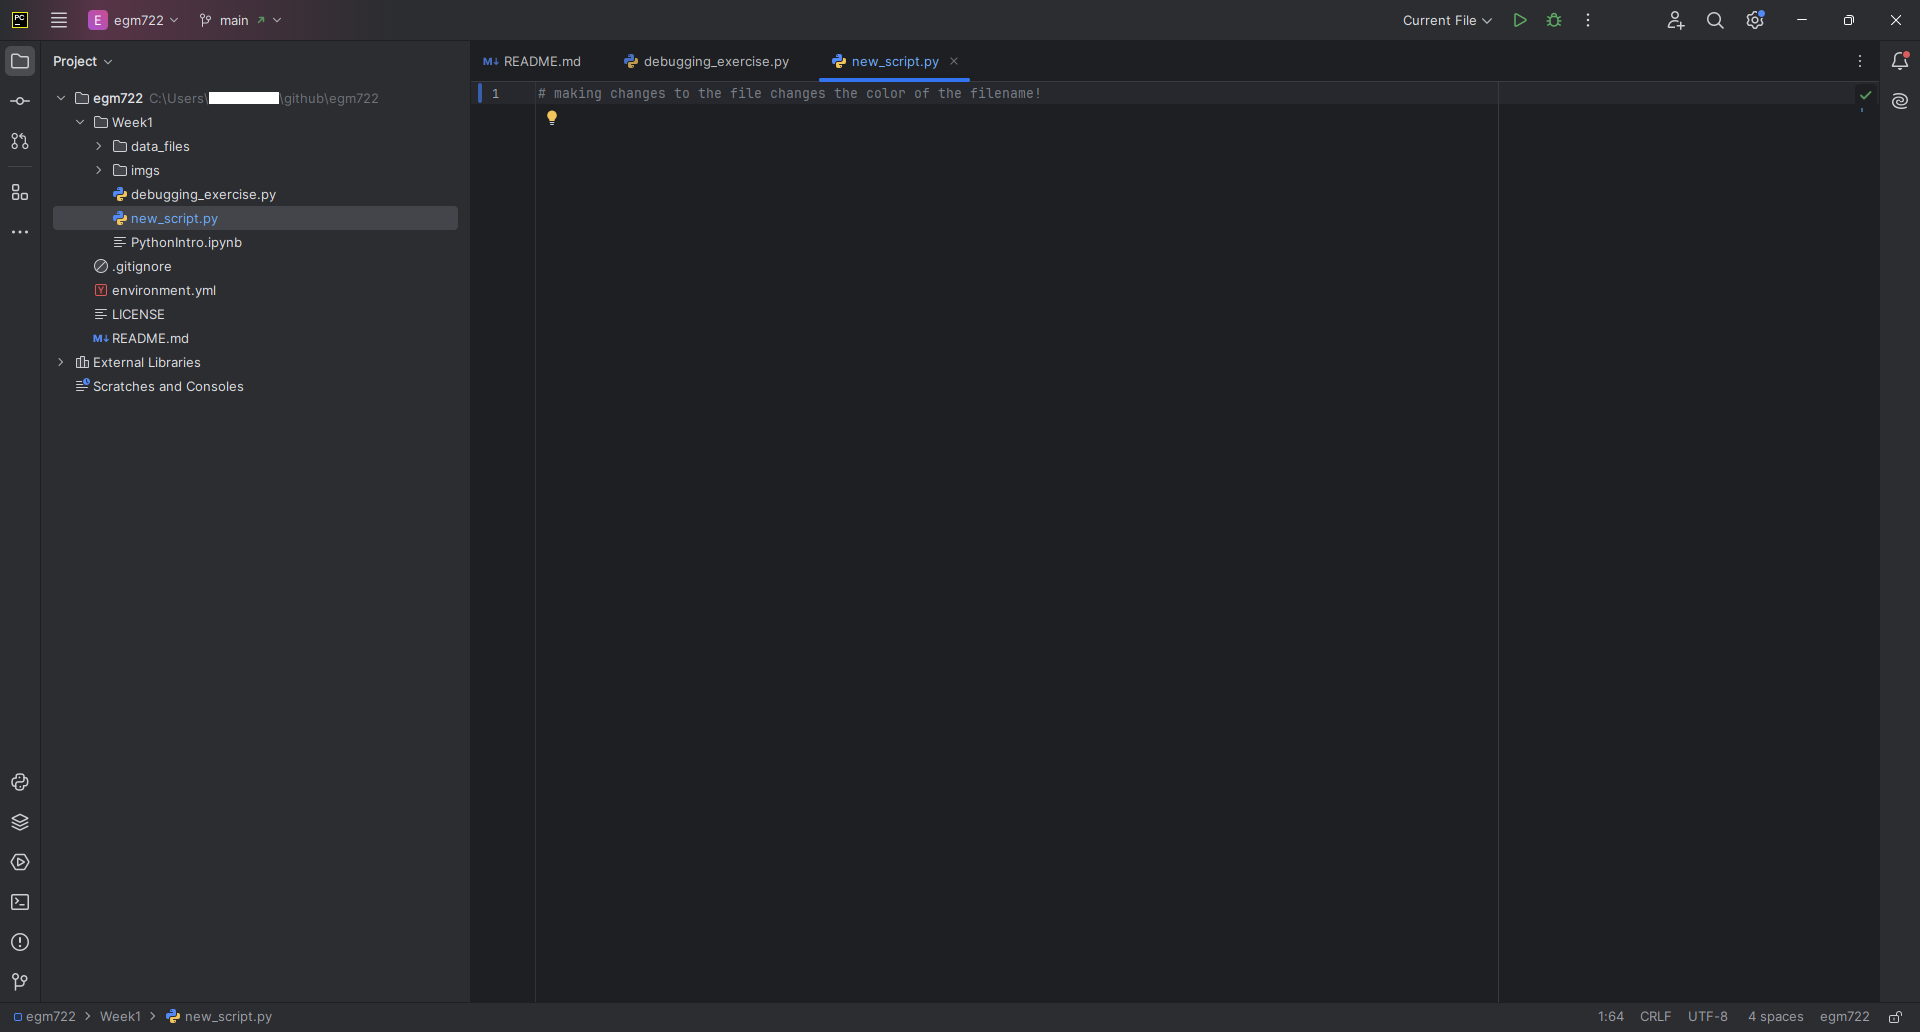 PC
E egm722
main
Current File
Project
README.md
debugging_exercise.py
new_script.py
egm722 C:\Users\ \github\egm722
Week1
data_files
imgs
debugging_exercise.py
new_script.py
PythonIntro.ipynb
.gitignore
Y environment.yml
LICENSE
M↓ README.md
External Libraries
Scratches and Consoles
1 # making changes to the file changes the color of the filename!
egm722 > Week1 > new_script.py
1:64 CRLF UTF-8 4 spaces egm722